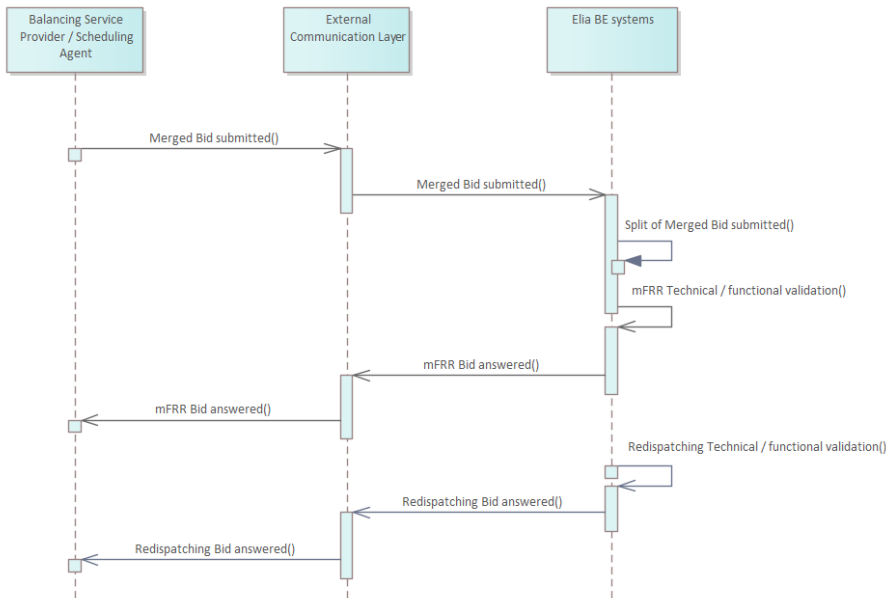 Balancing Service
Provider / Scheduling
Agent
External
Communication Layer
Elia BE systems
Merged Bid submitted()
Merged Bid submitted()
Split of Merged Bid submitted()
mFRR Technical / functional validation()
mFRR Bid answered()
mFRR Bid answered()
Redispatching Technical / functional validation()
Redispatching Bid answered()
Redispatching Bid answered()